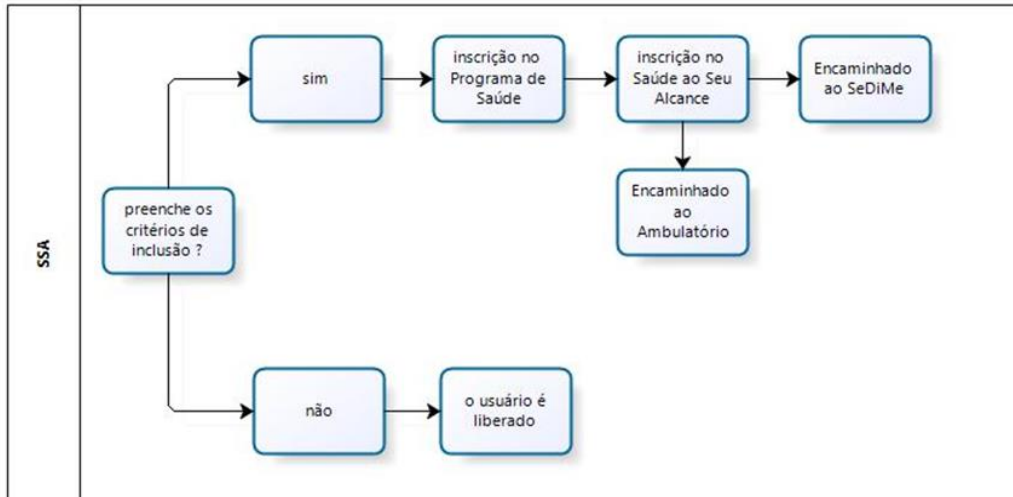 SSA
preenche os
critérios de
inclusão ?
sim
inscrição no
Programa de
Saúde
inscrição no
Saúde ao Seu
Alcance
Encaminhado
ao SeDiMe
Encaminhado
ao
Ambulatório
não
o usuário é
liberado